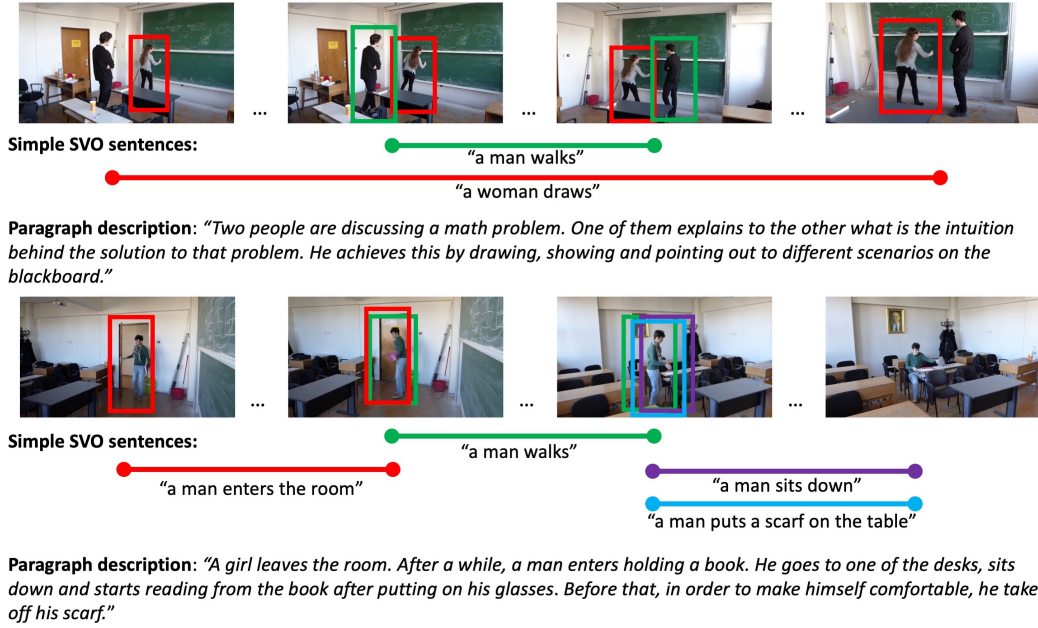 ...
...
...
Simple SVO sentences:
“a man walks”
“a woman draws”
Paragraph description: “Two people are discussing a math problem. One of them explains to the other what is the intuition
behind the solution to that problem. He achieves this by drawing, showing and pointing out to different scenarios on the
blackboard.”
...
...
...
Simple SVO sentences:
“a man walks”
“a man enters the room”
“a man sits down”
“a man puts a scarf on the table”
Paragraph description: “A girl leaves the room. After a while, a man enters holding a book. He goes to one of the desks, sits
down and starts reading from the book after putting on his glasses. Before that, in order to make himself comfortable, he take
off his scarf.”